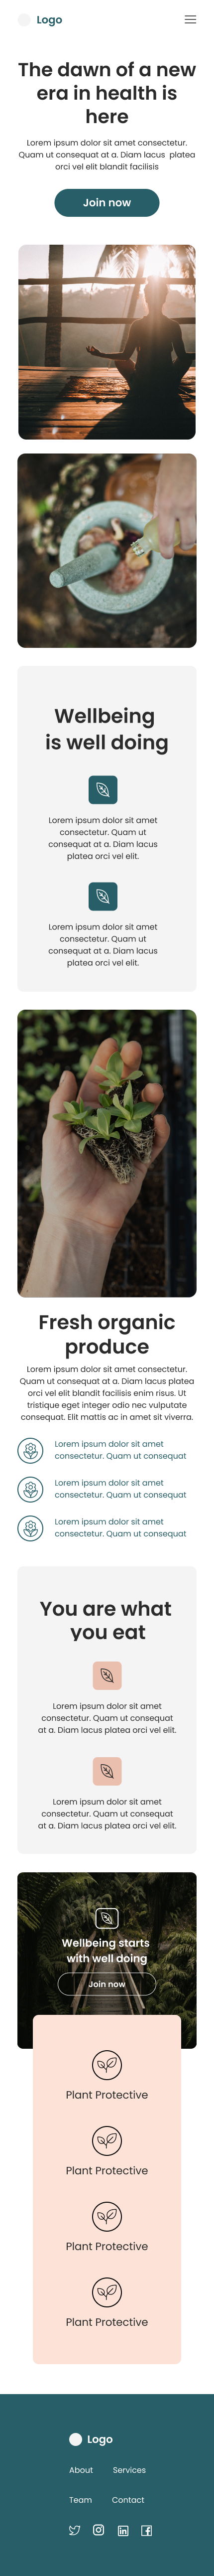 Logo
The dawn of a new
era in health is
here
Lorem ipsum dolor sit amet consectetur.
Quam ut consequat at a. Diam lacus platea
orci vel elit blandit facilisis
Join now
Wellbeing
is well doing
Lorem ipsum dolor sit amet
consectetur. Quam ut
consequat at a. Diam lacus
platea orci vel elit.
Lorem ipsum dolor sit amet
consectetur. Quam ut
consequat at a. Diam lacus
platea orci vel elit.
Fresh organic
produce
Lorem ipsum dolor sit amet consectetur.
Quam ut consequat at a. Diam lacus platea
orci vel elit blandit facilisis enim risus. Ut
tristique eget integer odio nec vulputate
consequat. Elit mattis ac in amet sit viverra.
Lorem ipsum dolor sit amet
consectetur. Quam ut consequat
Lorem ipsum dolor sit amet
consectetur. Quam ut consequat
Lorem ipsum dolor sit amet
consectetur. Quam ut consequat
You are what
you eat
Lorem ipsum dolor sit amet
consectetur. Quam ut consequat
at a. Diam lacus platea orci vel elit.
Lorem ipsum dolor sit amet
consectetur. Quam ut consequat
at a. Diam lacus platea orci vel elit.
Wellbeing starts
with well doing
Join now
Plant Protective
Plant Protective
Plant Protective
Plant Protective
Logo
About Services
Team Contact